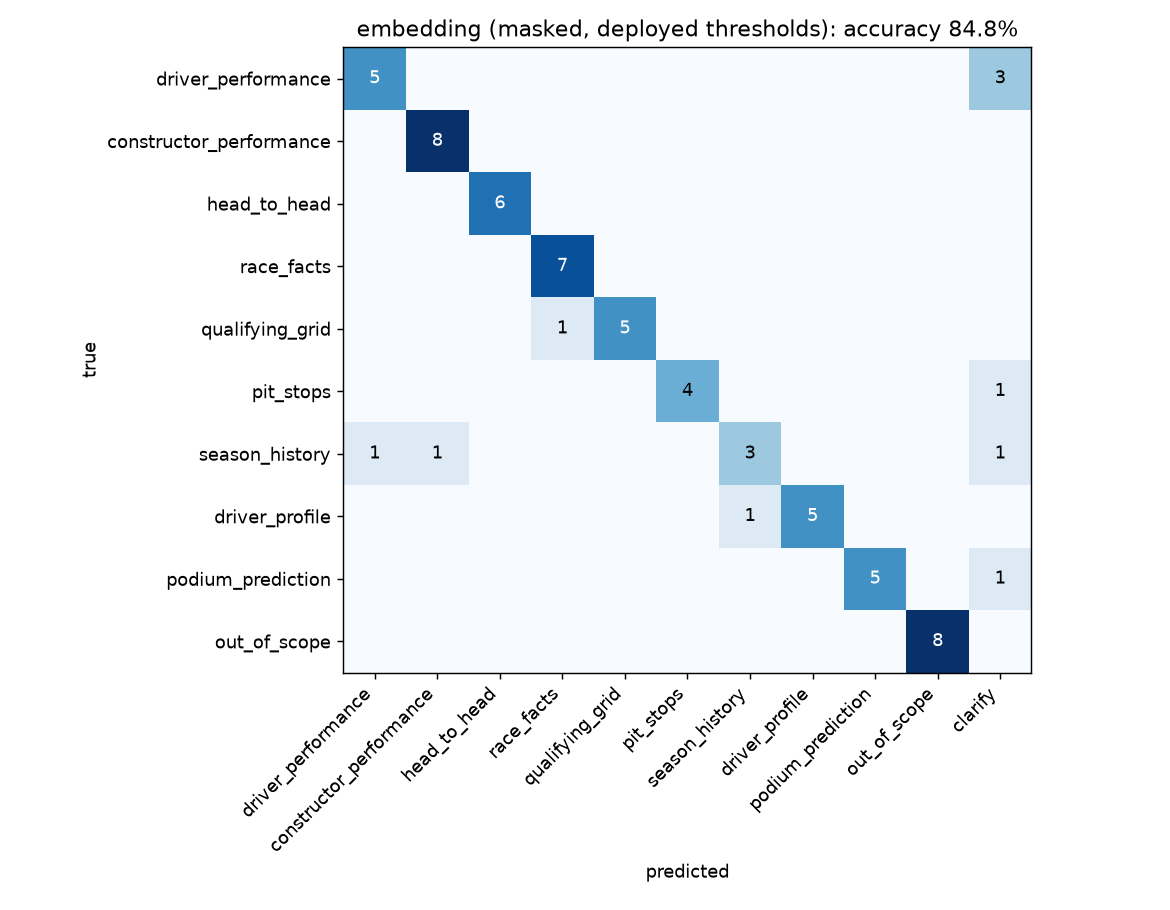 embedding (masked, deployed thresholds): accuracy 84.8%
driver_performance 5 3
constructor_performance 8
head_to_head 6
race_facts 7
qualifying_grid 1 5
pit_stops 4 1
season_history 1 1 3 1
driver_profile 1 5
podium_prediction 5 1
out_of_scope 8
true
driver_performance
constructor_performance
head_to_head
race_facts
qualifying_grid
pit_stops
season_history
driver_profile
podium_prediction
out_of_scope
clarify
predicted